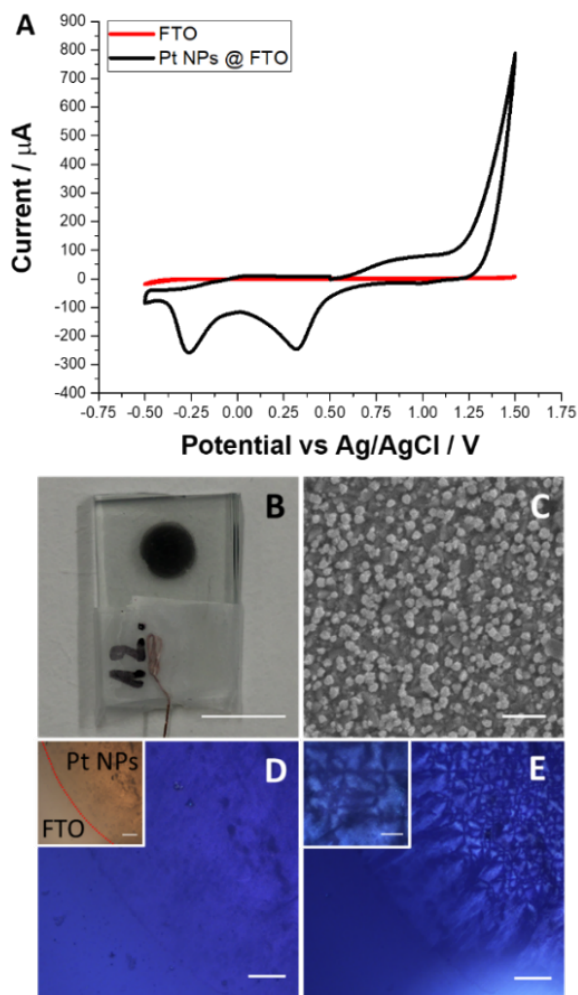 A
FTO
Pt NPs @ FTO
900
800
700
600
500
400
300
200
100
0
-100
-200
-300
-400
Current / μA
-0.75 -0.50 -0.25 0.00 0.25 0.50 0.75 1.00 1.25 1.50 1.75
Potential vs Ag/AgCl / V
B
C
Pt NPs
FTO
D
E